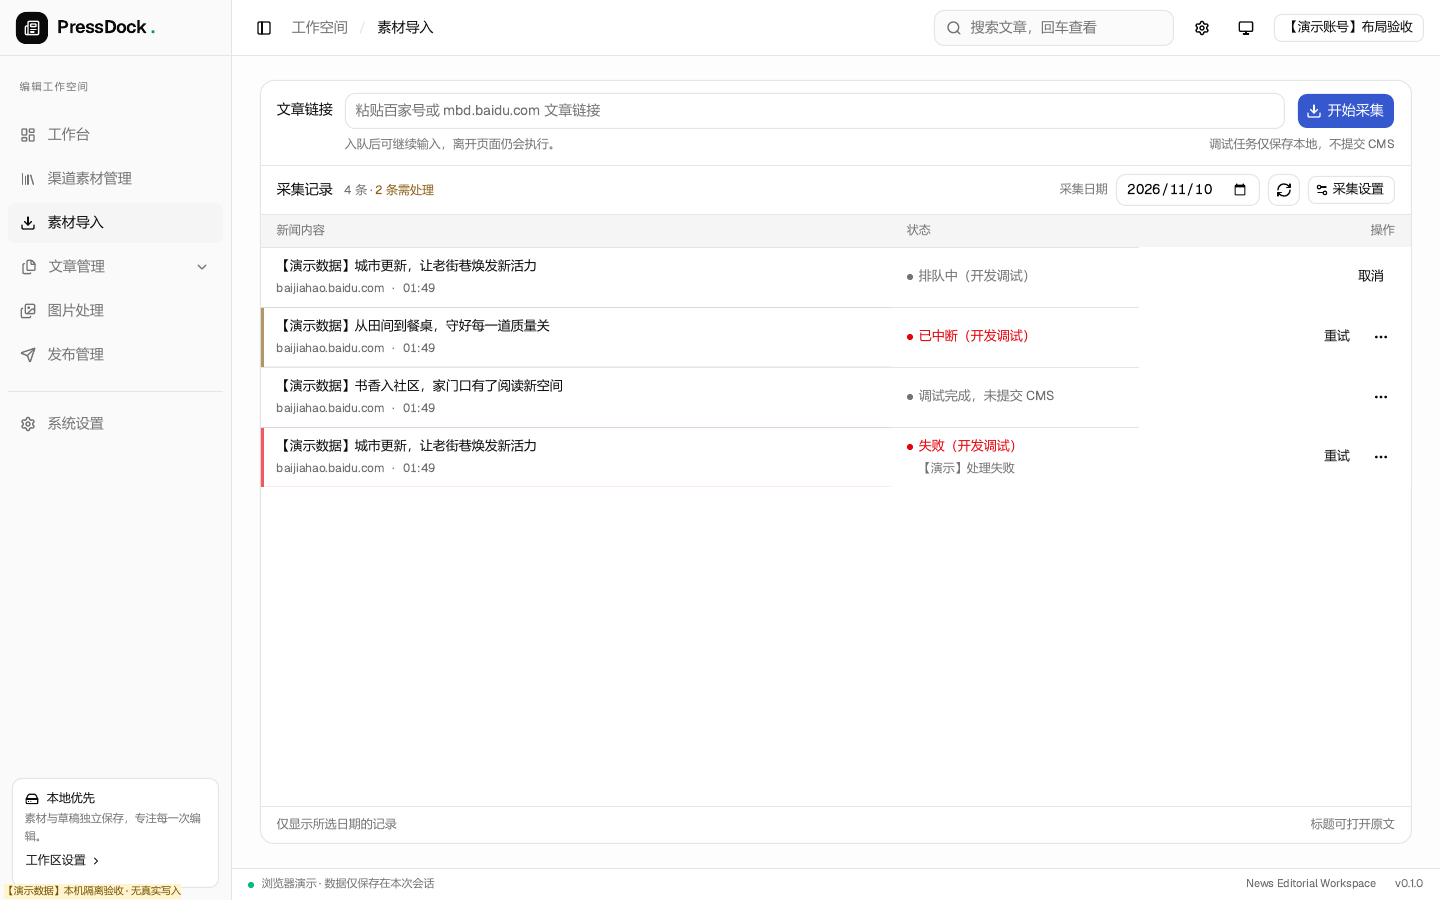 PressDock.
工作空间 / 素材导入
搜索文章，回车查看
【演示账号】布局验收
编辑工作空间
工作台
渠道素材管理
素材导入
文章管理
图片处理
发布管理
系统设置
文章链接
粘贴百家号或 mbd.baidu.com 文章链接
开始采集
入队后可继续输入，离开页面仍会执行。
调试任务仅保存本地，不提交 CMS
采集记录 4 条·2 条需处理
采集日期 2026/11/10
采集设置
新闻内容 状态 操作
【演示数据】城市更新，让老街巷焕发新活力
baijiahao.baidu.com · 01:49
排队中（开发调试）
取消
【演示数据】从田间到餐桌，守好每一道质量关
baijiahao.baidu.com · 01:49
已中断（开发调试）
重试
【演示数据】书香入社区，家门口有了阅读新空间
baijiahao.baidu.com · 01:49
调试完成，未提交 CMS
【演示数据】城市更新，让老街巷焕发新活力
baijiahao.baidu.com · 01:49
失败（开发调试）
【演示】处理失败
重试
仅显示所选日期的记录
标题可打开原文
本地优先
素材与草稿独立保存，专注每一次编
辑。
工作区设置
【演示数据】本机隔离验收·无真实写入
浏览器演示·数据仅保存在本次会话
News Editorial Workspace v0.1.0